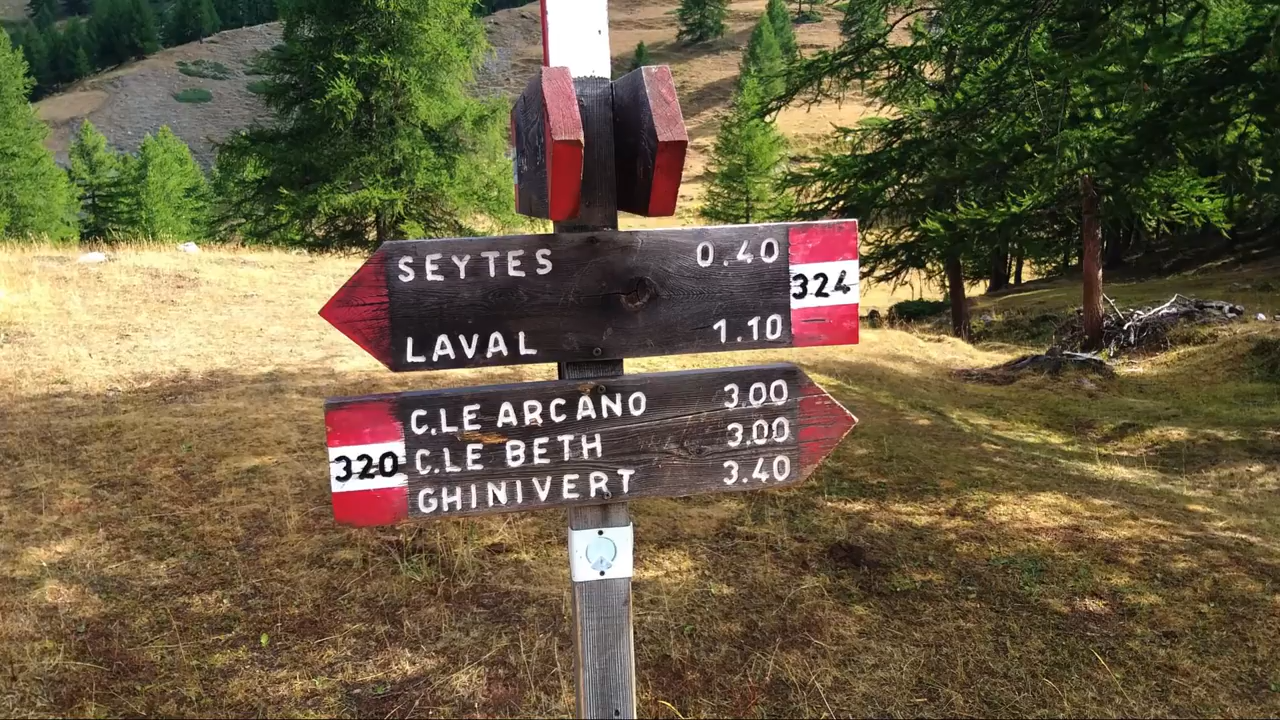 SEYTES 0.40
324
LAVAL 1.10
C.LE ARCANO 3.00
320
C.LE BETH 3.00
GHINIVERT 3.40